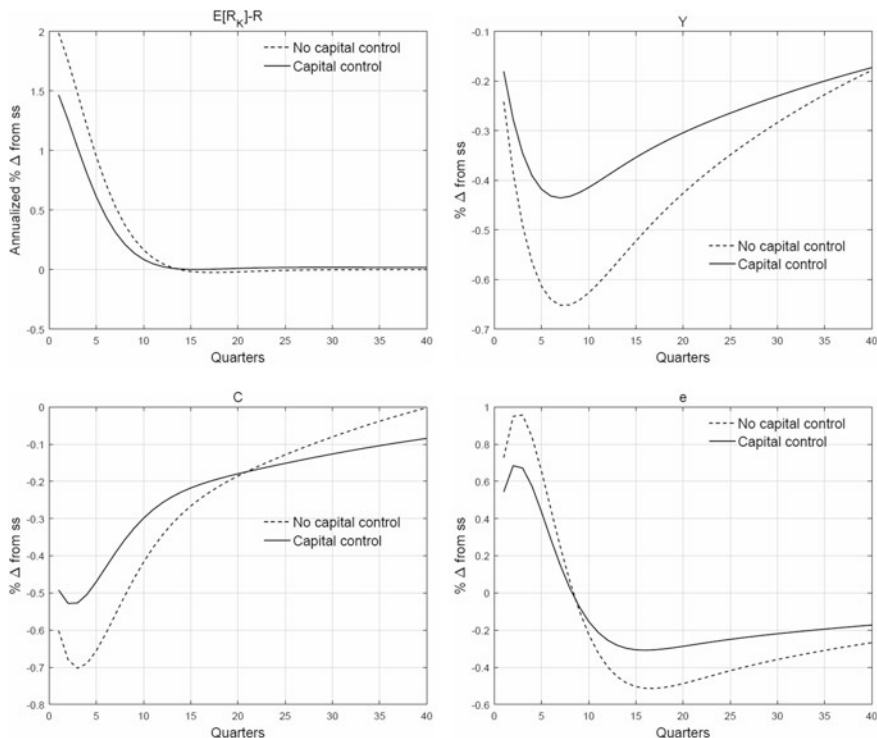 E[R_K]-R
Annualized % Δ from ss
2
1.5
1
0.5
0
-0.5
No capital control
Capital control
0 5 10 15 20 25 30 35 40
Quarters
Y
% Δ from ss
-0.1
-0.2
-0.3
-0.4
-0.5
-0.6
-0.7
No capital control
Capital control
0 5 10 15 20 25 30 35 40
Quarters
C
% Δ from ss
0
-0.1
-0.2
-0.3
-0.4
-0.5
-0.6
-0.7
-0.8
No capital control
Capital control
0 5 10 15 20 25 30 35 40
Quarters
e
% Δ from ss
1
0.8
0.6
0.4
0.2
0
-0.2
-0.4
-0.6
No capital control
Capital control
0 5 10 15 20 25 30 35 40
Quarters